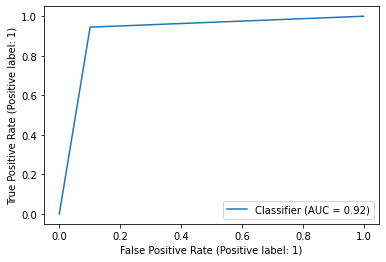 1.0
0.8
0.6
0.4
0.2
0.0
True Positive Rate (Positive label: 1)
Classifier (AUC = 0.92)
0.0 0.2 0.4 0.6 0.8 1.0
False Positive Rate (Positive label: 1)